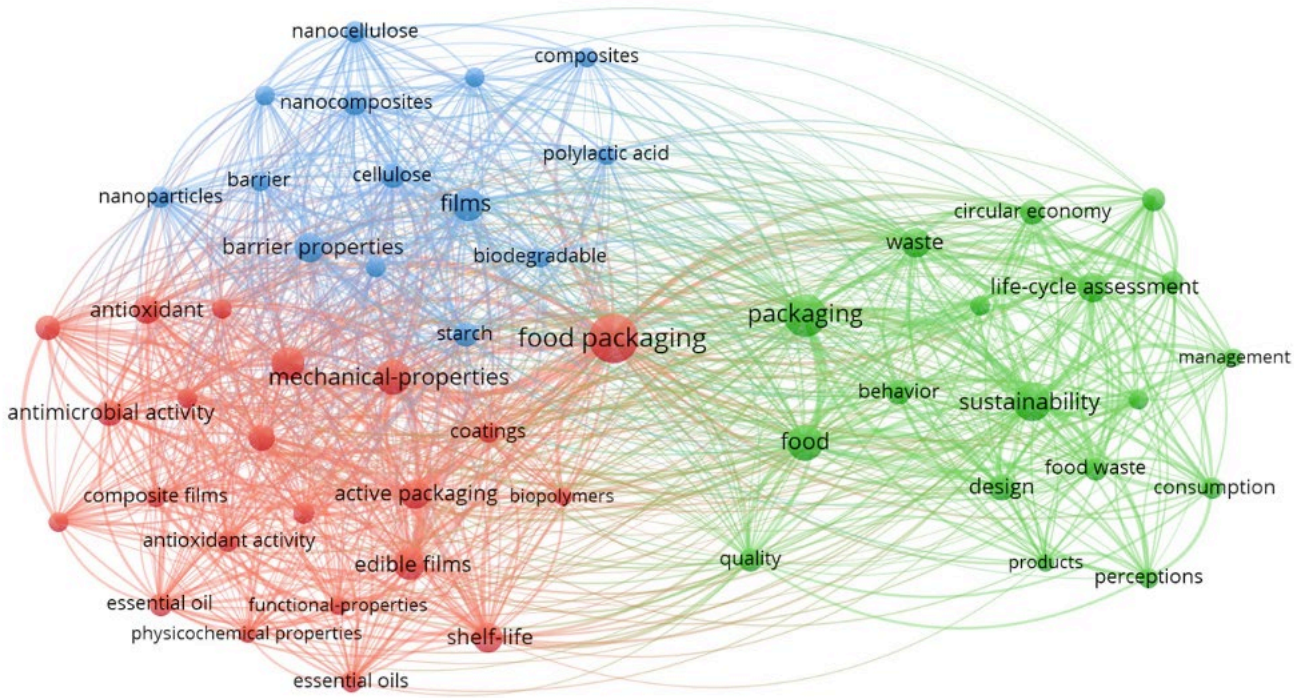 nanocellulose
composites
nanocomposites
polylactic acid
cellulose
barrier
nanoparticles
films
circular economy
waste
barrier properties
biodegradable
life-cycle assessment
antioxidant
packaging
starch
food packaging
management
mechanical-properties
behavior
sustainability
antimicrobial activity
coatings
food
food waste
composite films
active packaging
biopolymers
design
consumption
antioxidant activity
edible films
quality
products
perceptions
essential oil
functional-properties
physicochemical properties
shelf-life
essential oils